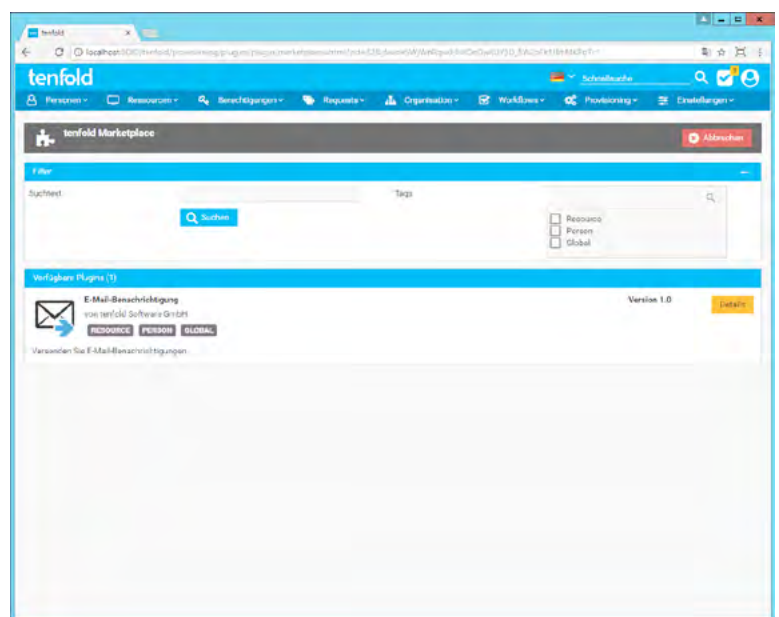 tenfold
localhost
tenfold
Schnellsuche
Personen
Ressourcen
Berechtigungen
Requests
Organisation
Workflows
Provisioning
Einstellungen
tenfold Marketplace
Abbrechen
Filter
Suchtext
Tags
Suchen
Resource
Person
Global
Verfügbare Plugins (1)
E-Mail-Benachrichtigung
Version 1.0
Details
von tenfold Software GmbH
RESOURCE PERSON GLOBAL
Versenden Sie E-Mail-Benachrichtigungen